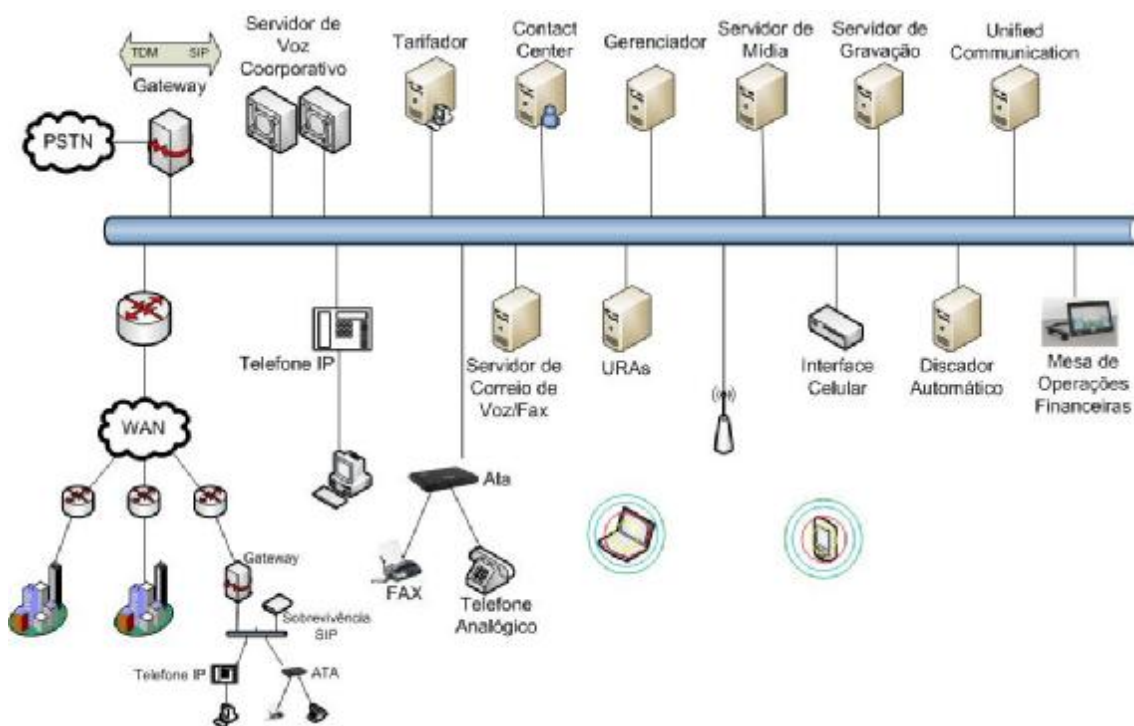 Servidor de
Voz
Coorporativo
TDM SIP
Gateway
PSTN
Tarifador
Contact
Center
Gerenciador
Servidor de
Mídia
Servidor de
Gravação
Unified
Communication
Telefone IP
Servidor de
Correio de
Voz/Fax
URAs
Interface
Celular
Discador
Automático
Mesa de
Operações
Financeiras
WAN
Ata
FAX
Telefone
Analógico
Gateway
Sobrevivência
SIP
Telefone IP
ATA